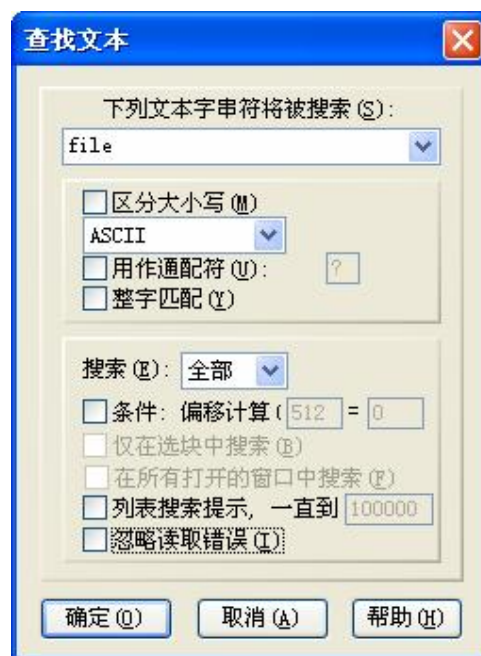 查找文本
下列文本字串符将被搜索(S):
file
区分大小写(M)
ASCII
用作通配符(U): ?
整字匹配(Y)
搜索(E): 全部
条件: 偏移计算(512 = 0
仅在选块中搜索(B)
在所有打开的窗口中搜索(F)
列表搜索提示, 一直到 100000
忽略读取错误(I)
确定(O) 取消(A) 帮助(H)